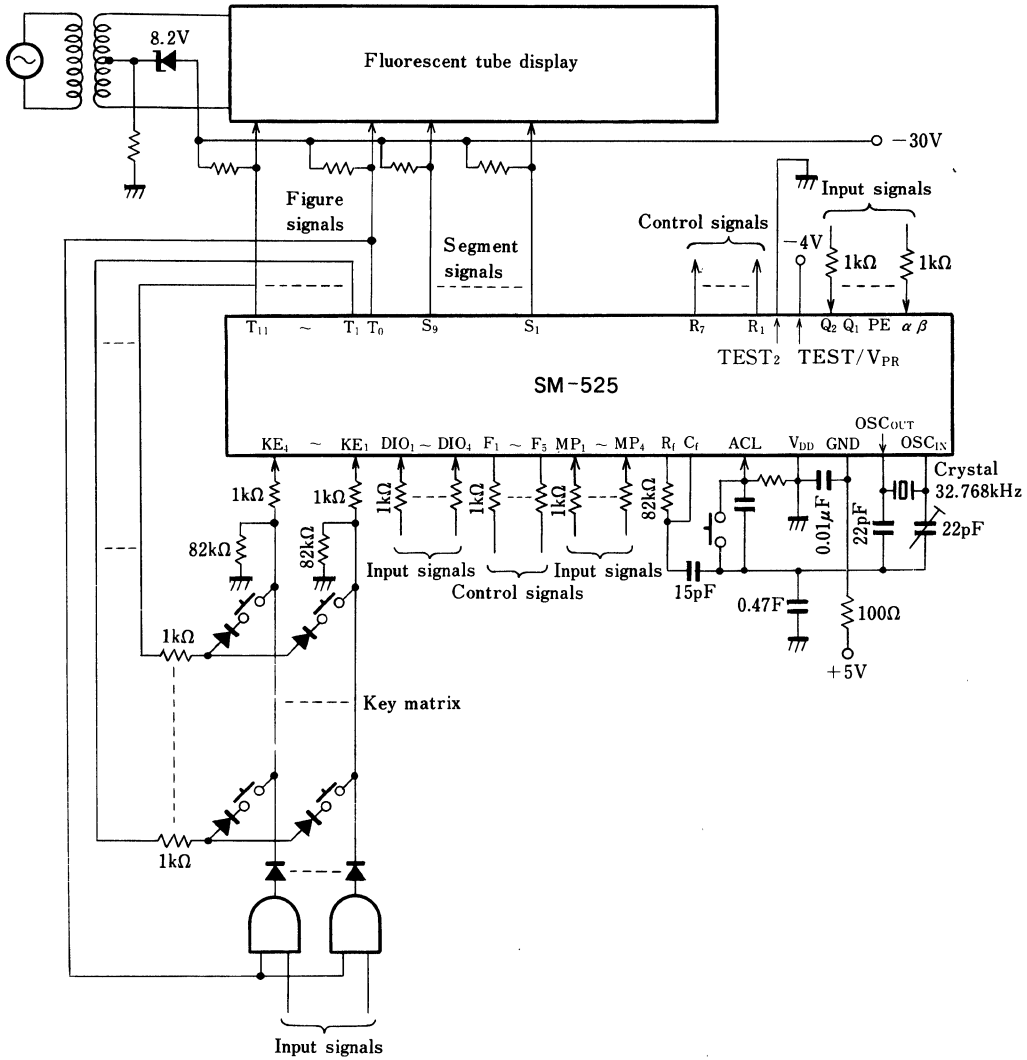 8.2V
Fluorescent tube display
−30V
Figure signals
Segment signals
Control signals
Input signals
−4V
1kΩ
1kΩ
T₁₁ ~ T₁ T₀ S₉ S₁ R₇ R₁ Q₂ Q₁ PE α β
TEST₂ TEST/VPR
SM-525
OSCOUT
KE₄ ~ KE₁ DIO₁ ~ DIO₄ F₁ ~ F₃ MP₁ ~ MP₄ Rf Cf ACL VDD GND OSCIN
Crystal
32.768kHz
1kΩ
1kΩ
1kΩ
1kΩ
1kΩ
82kΩ
0.01μF
22pF
22pF
82kΩ
82kΩ
Input signals
Control signals
Input signals
15pF
0.47F
100Ω
+5V
1kΩ
Key matrix
1kΩ
Input signals